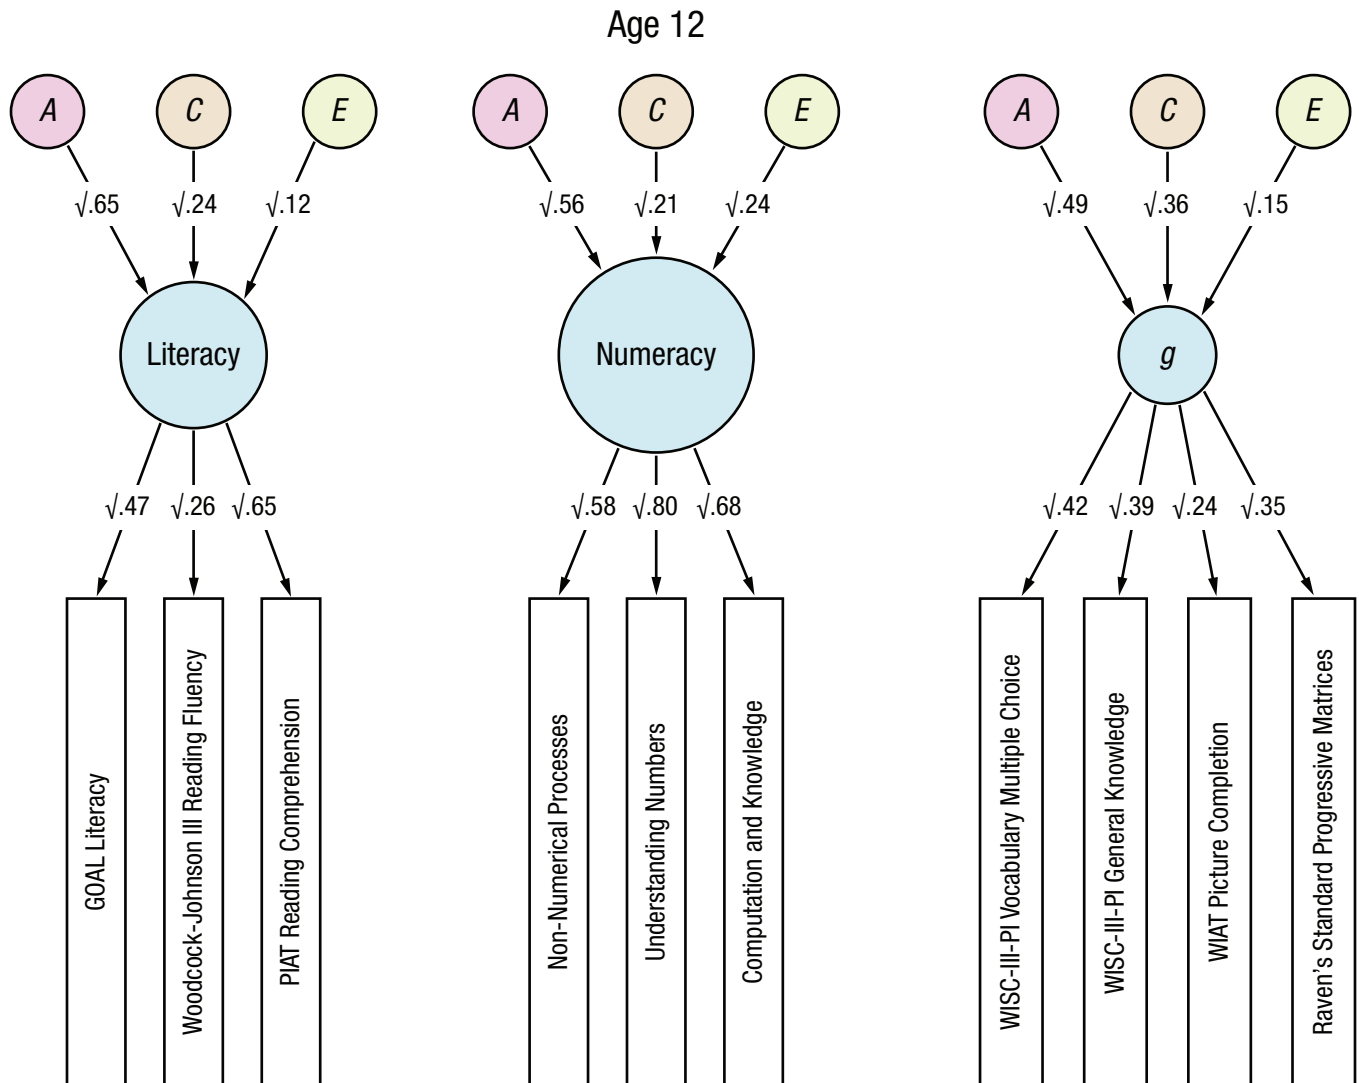 Age 12
A C E A C E A C E
√.65 √.24 √.12 √.56 √.21 √.24 √.49 √.36 √.15
Literacy Numeracy g
√.47 √.26 √.65 √.58 √.80 √.68 √.42 √.39 √.24 √.35
GOAL Literacy
Woodcock-Johnson III Reading Fluency
PIAT Reading Comprehension
Non-Numerical Processes
Understanding Numbers
Computation and Knowledge
WISC-III-PI Vocabulary Multiple Choice
WISC-III-PI General Knowledge
WIAT Picture Completion
Raven's Standard Progressive Matrices